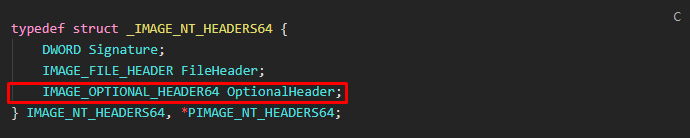 C
typedef struct _IMAGE_NT_HEADERS64 {
DWORD Signature;
IMAGE_FILE_HEADER FileHeader;
IMAGE_OPTIONAL_HEADER64 OptionalHeader;
} IMAGE_NT_HEADERS64, *PIMAGE_NT_HEADERS64;